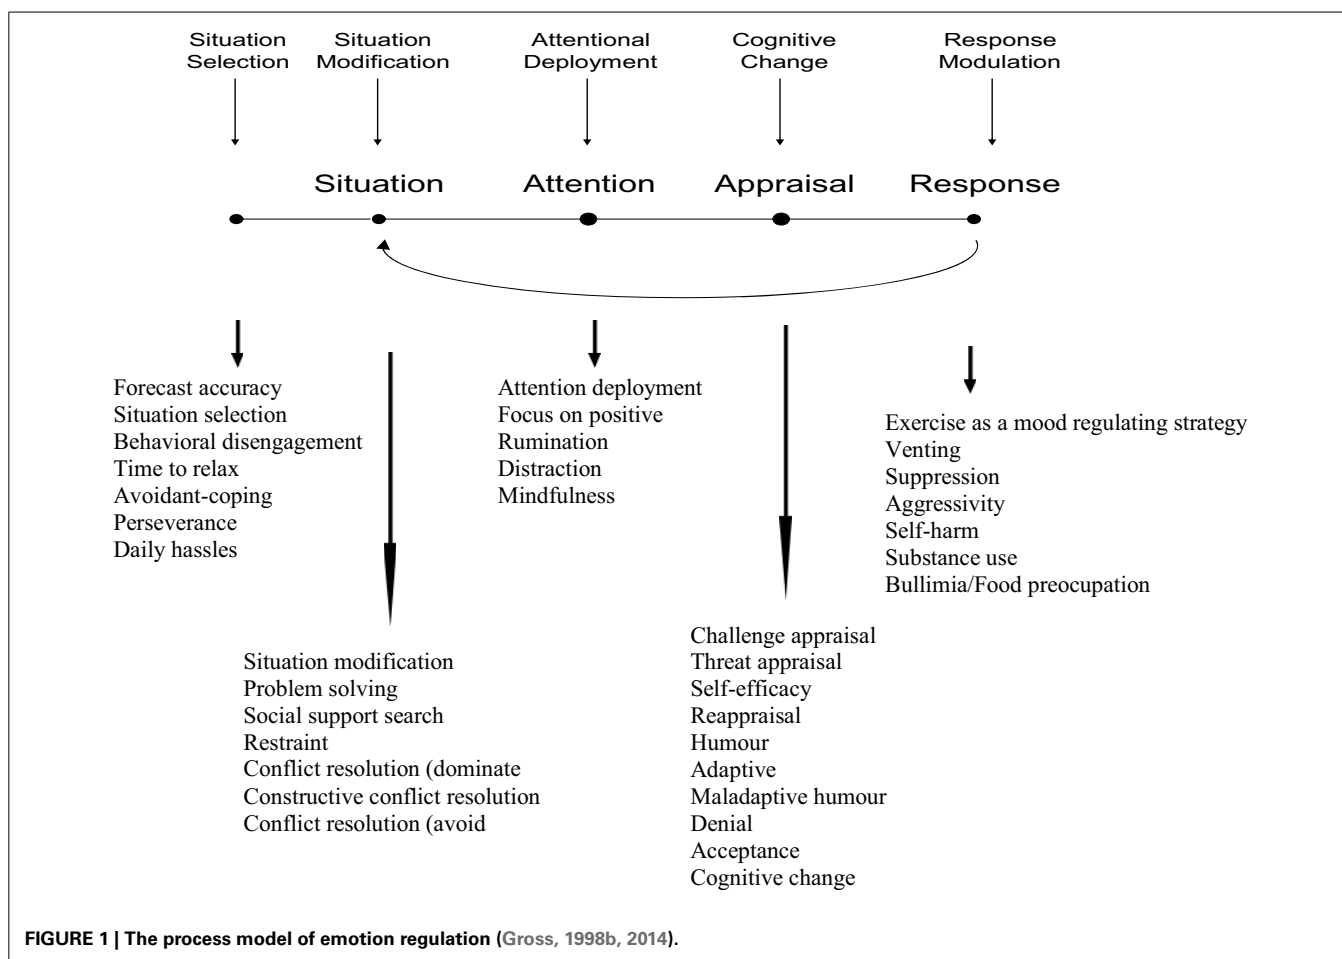 Situation
Selection
Situation
Modification
Attentional
Deployment
Cognitive
Change
Response
Modulation
Situation
Attention
Appraisal
Response
Forecast accuracy
Situation selection
Behavioral disengagement
Time to relax
Avoidant-coping
Perseverance
Daily hassles
Situation modification
Problem solving
Social support search
Restraint
Conflict resolution (dominate
Constructive conflict resolution
Conflict resolution (avoid
Attention deployment
Focus on positive
Rumination
Distraction
Mindfulness
Challenge appraisal
Threat appraisal
Self-efficacy
Reappraisal
Humour
Adaptive
Maladaptive humour
Denial
Acceptance
Cognitive change
Exercise as a mood regulating strategy
Venting
Suppression
Aggressivity
Self-harm
Substance use
Bullimia/Food preocupation
FIGURE 1 | The process model of emotion regulation (Gross, 1998b, 2014).